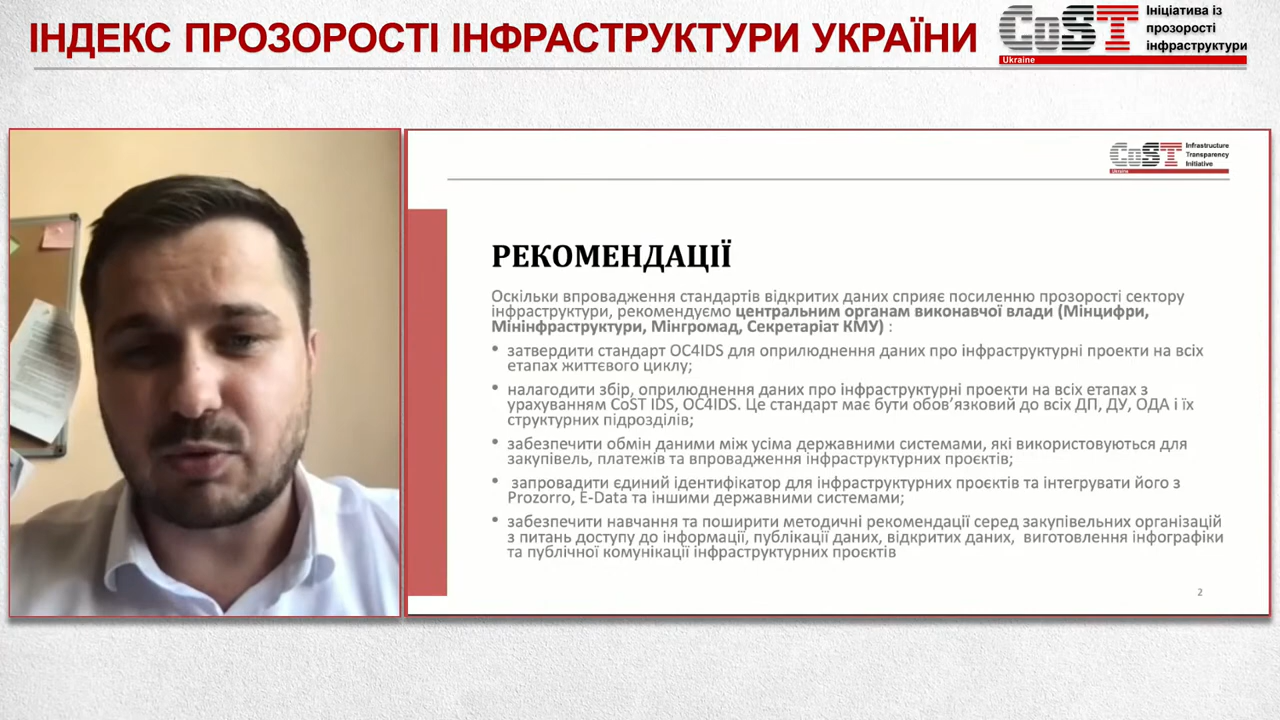 ІНДЕКС ПРОЗОРОСТІ ІНФРАСТРУКТУРИ УКРАЇНИ
CoST
Ukraine
Ініціатива із
прозорості
інфраструктури
CoST
Ukraine
Infrastructure
Transparency
Initiative
РЕКОМЕНДАЦІЇ
Оскільки впровадження стандартів відкритих даних сприяє посиленню прозорості сектору
інфраструктури, рекомендуємо центральним органам виконавчої влади (Мінцифри,
Мінінфраструктури, Мінгромад, Секретаріат КМУ) :
• затвердити стандарт OC4IDS для оприлюднення даних про інфраструктурні проекти на всіх
етапах життєвого циклу;
• налагодити збір, оприлюднення даних про інфраструктурні проекти на всіх етапах з
урахуванням CoST IDS, OC4IDS. Це стандарт має бути обов’язковий до всіх ДП, ДУ, ОДА і їх
структурних підрозділів;
• забезпечити обмін даними між усіма державними системами, які використовуються для
закупівель, платежів та впровадження інфраструктурних проєктів;
• запровадити єдиний ідентифікатор для інфраструктурних проєктів та інтегрувати його з
Prozorro, E-Data та іншими державними системами;
• забезпечити навчання та поширити методичні рекомендації серед закупівельних організацій
з питань доступу до інформації, публікації даних, відкритих даних, виготовлення інфографіки
та публічної комунікації інфраструктурних проєктів
2